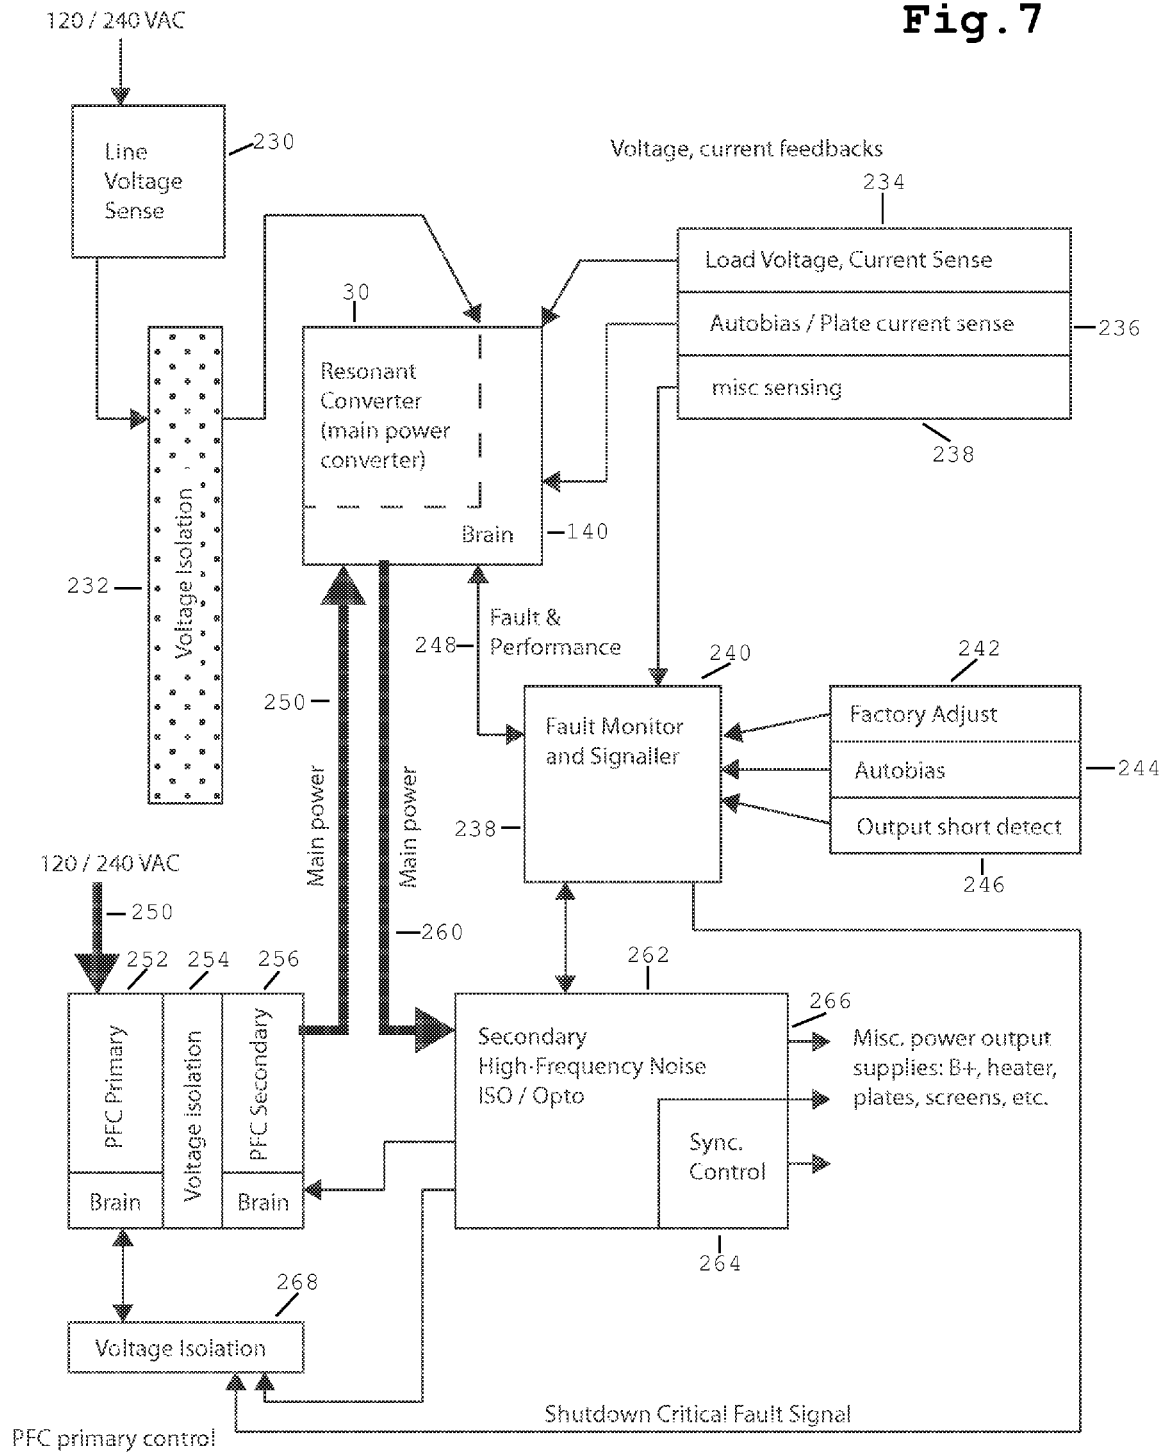 Fig.7
120 / 240 VAC
Line
Voltage
Sense
230
Voltage, current feedbacks
234
Load Voltage, Current Sense
Autobias / Plate current sense
236
misc sensing
238
30
Resonant
Converter
(main power
converter)
Brain
140
232
Voltage Isolation
Fault &
Performance
248
250
240
242
Fault Monitor
and Signaller
Factory Adjust
Autobias
244
Output short detect
246
238
Main power
Main power
120 / 240 VAC
250
260
252
254
256
262
266
PFC Primary
Voltage Isolation
PFC Secondary
Brain
Brain
Secondary
High-Frequency Noise
ISO / Opto
Misc. power output
supplies: B+, heater,
plates, screens, etc.
Sync.
Control
264
268
Voltage Isolation
Shutdown Critical Fault Signal
PFC primary control